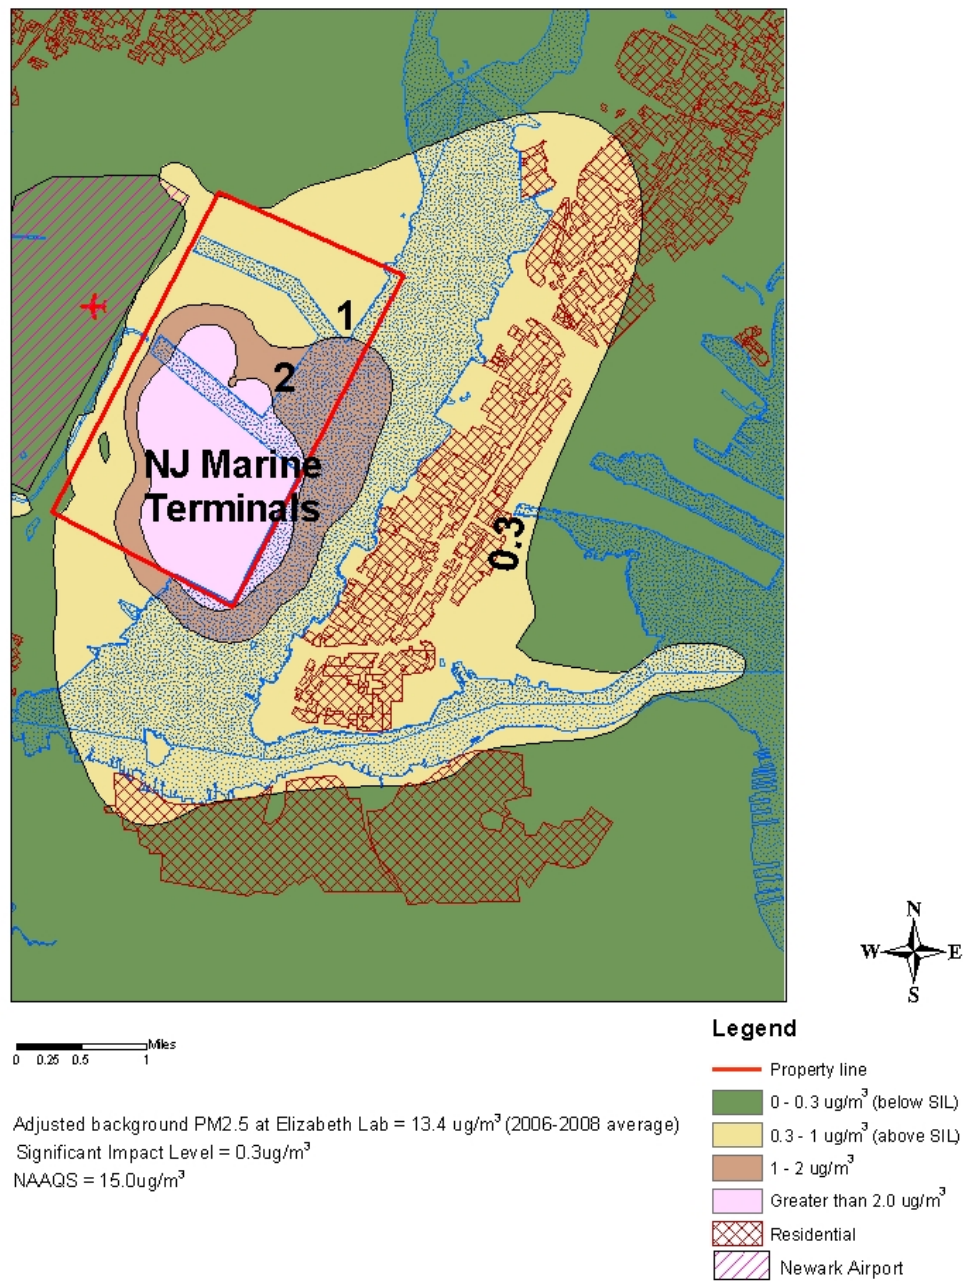 1
2
NJ Marine
Terminals
0.3
N
W E
S
Miles
0 0.25 0.5 1
Legend
Property line
0 - 0.3 ug/m³ (below SIL)
0.3 - 1 ug/m³ (above SIL)
1 - 2 ug/m³
Greater than 2.0 ug/m³
Residential
Newark Airport
Adjusted background PM2.5 at Elizabeth Lab = 13.4 ug/m³ (2006-2008 average)
Significant Impact Level = 0.3ug/m³
NAAQS = 15.0ug/m³